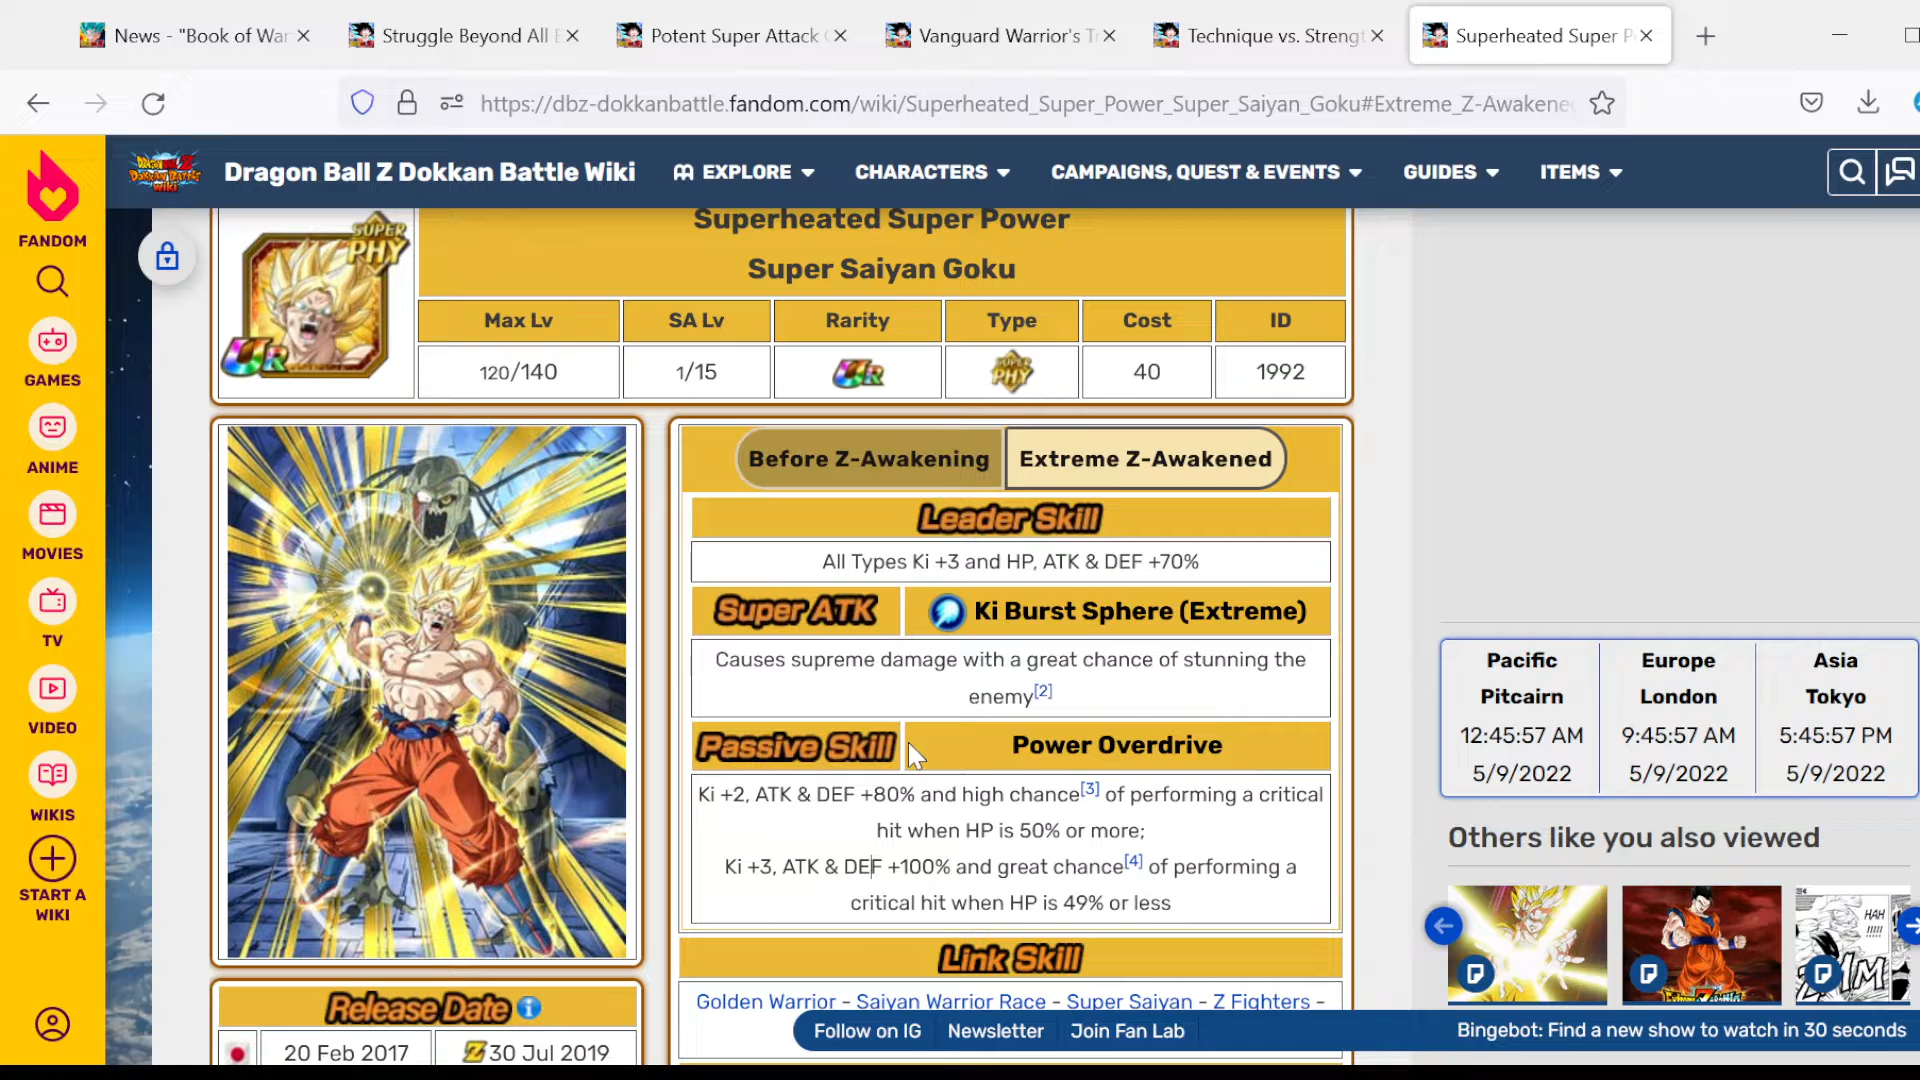 News - "Book of War
Struggle Beyond All E
Potent Super Attack
Vanguard Warrior's Tr
Technique vs. Strengt
Superheated Super P
https://dbz-dokkanbattle.fandom.com/wiki/Superheated_Super_Power_Super_Saiyan_Goku#Extreme_Z-Awakene
Dragon Ball Z Dokkan Battle Wiki
EXPLORE
CHARACTERS
CAMPAIGNS, QUEST & EVENTS
GUIDES
ITEMS
FANDOM
GAMES
ANIME
MOVIES
TV
VIDEO
WIKIS
START A
WIKI
SUPER
PHY
UR
Superheated Super Power
Super Saiyan Goku
Max Lv SA Lv Rarity Type Cost ID
120/140 1/15 UR SUPER PHY 40 1992
Before Z-Awakening Extreme Z-Awakened
Leader Skill
All Types Ki +3 and HP, ATK & DEF +70%
Super ATK Ki Burst Sphere (Extreme)
Causes supreme damage with a great chance of stunning the
enemy[2]
Passive Skill Power Overdrive
Ki +2, ATK & DEF +80% and high chance[3] of performing a critical
hit when HP is 50% or more;
Ki +3, ATK & DEF +100% and great chance[4] of performing a
critical hit when HP is 49% or less
Link Skill
Golden Warrior - Saiyan Warrior Race - Super Saiyan - Z Fighters -
Release Date
20 Feb 2017 Z 30 Jul 2019
Pacific
Pitcairn
12:45:57 AM
5/9/2022
Europe
London
9:45:57 AM
5/9/2022
Asia
Tokyo
5:45:57 PM
5/9/2022
Others like you also viewed
HAH
!!!!!
Follow on IG Newsletter Join Fan Lab
Bingebot: Find a new show to watch in 30 seconds